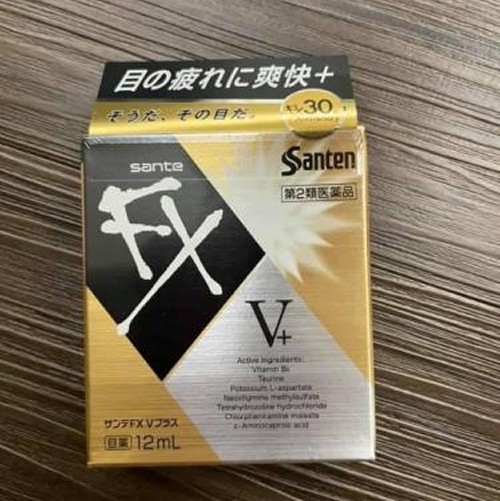 目の疲れに爽快+
そうだ、その目だ。
30
sante
FX
Santen
第2類医薬品
V+
Active ingredients:
Vitamin B6
Taurine
Potassium L-aspartate
Neostigmine methylsulfate
Tetrahydrozoline hydrochloride
Chlorpheniramine maleate
ε-Aminocaproic acid
サンテFX Vプラス
目薬 12mL